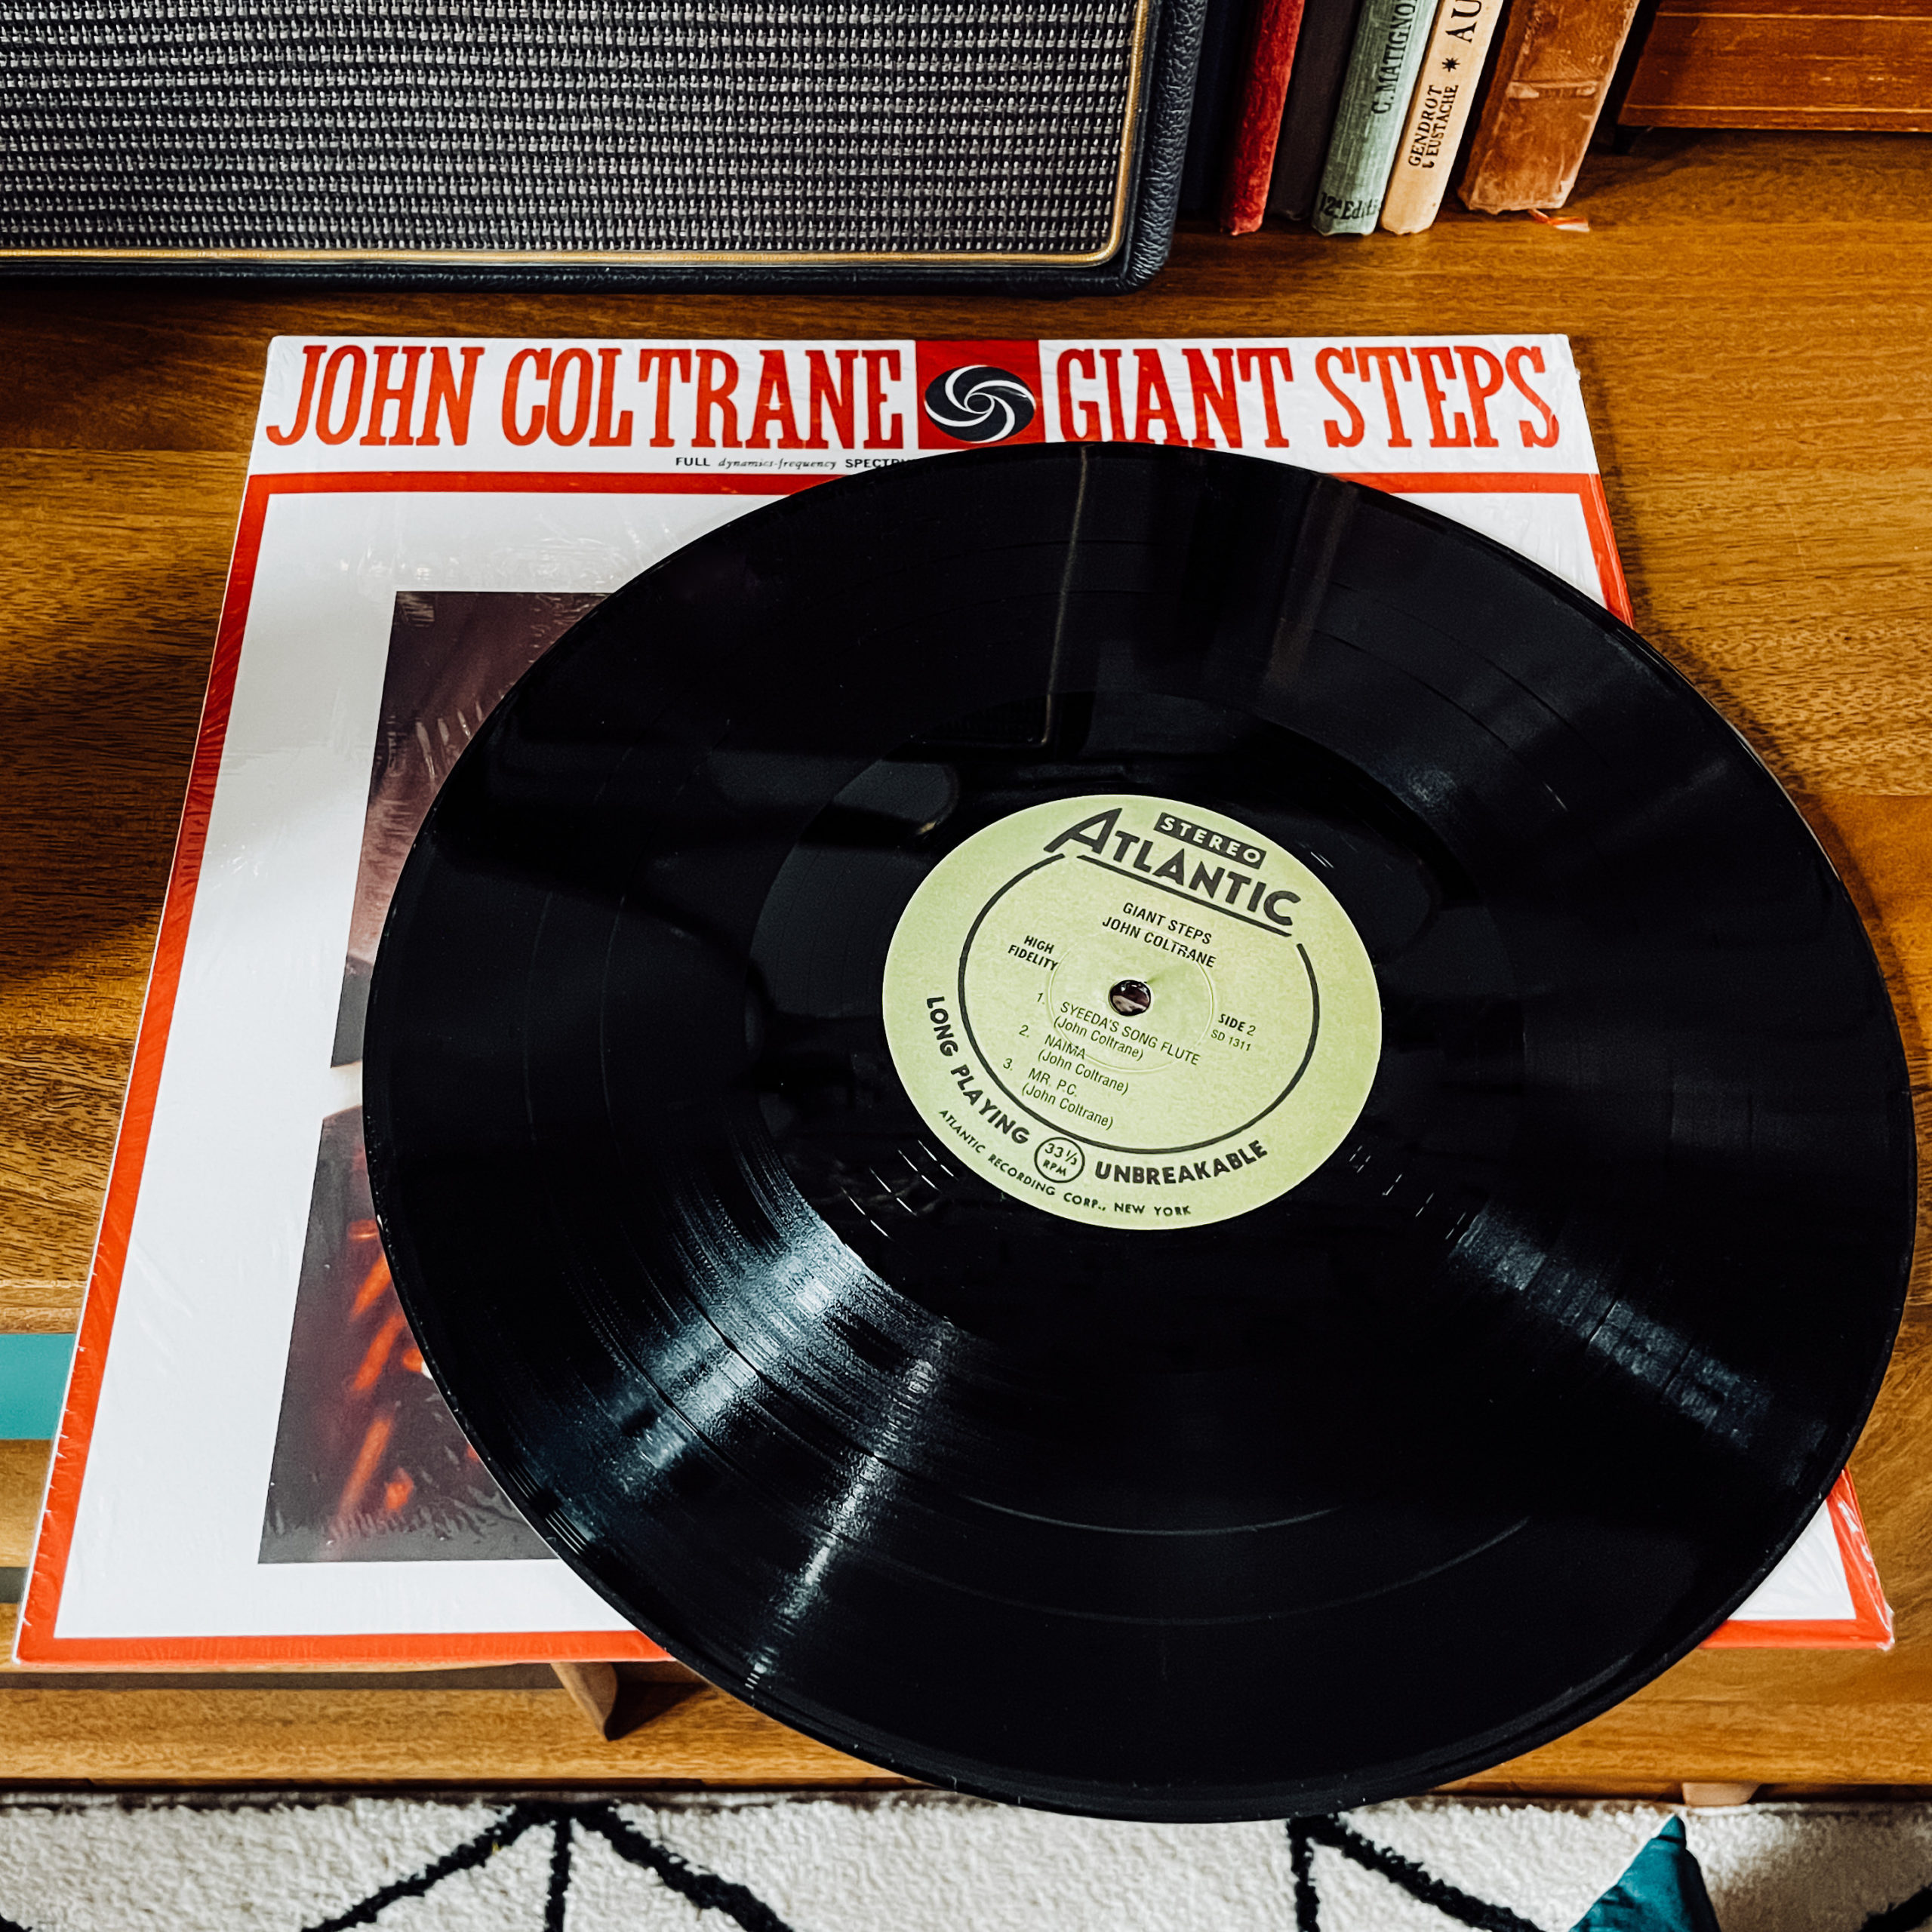 C. MATIGNON
12e Edit
GENDROT
L'EUSTACHE
AU
JOHN COLTRANE GIANT STEPS
FULL dynamics-frequency SPECTRU
STEREO
ATLANTIC
GIANT STEPS
JOHN COLTRANE
HIGH
FIDELITY
SIDE 2
SD 1311
1. SYEEDA'S SONG FLUTE
(John Coltrane)
2. NAIMA
(John Coltrane)
3. MR. P.C.
(John Coltrane)
LONG PLAYING 33⅓ RPM UNBREAKABLE
ATLANTIC RECORDING CORP., NEW YORK